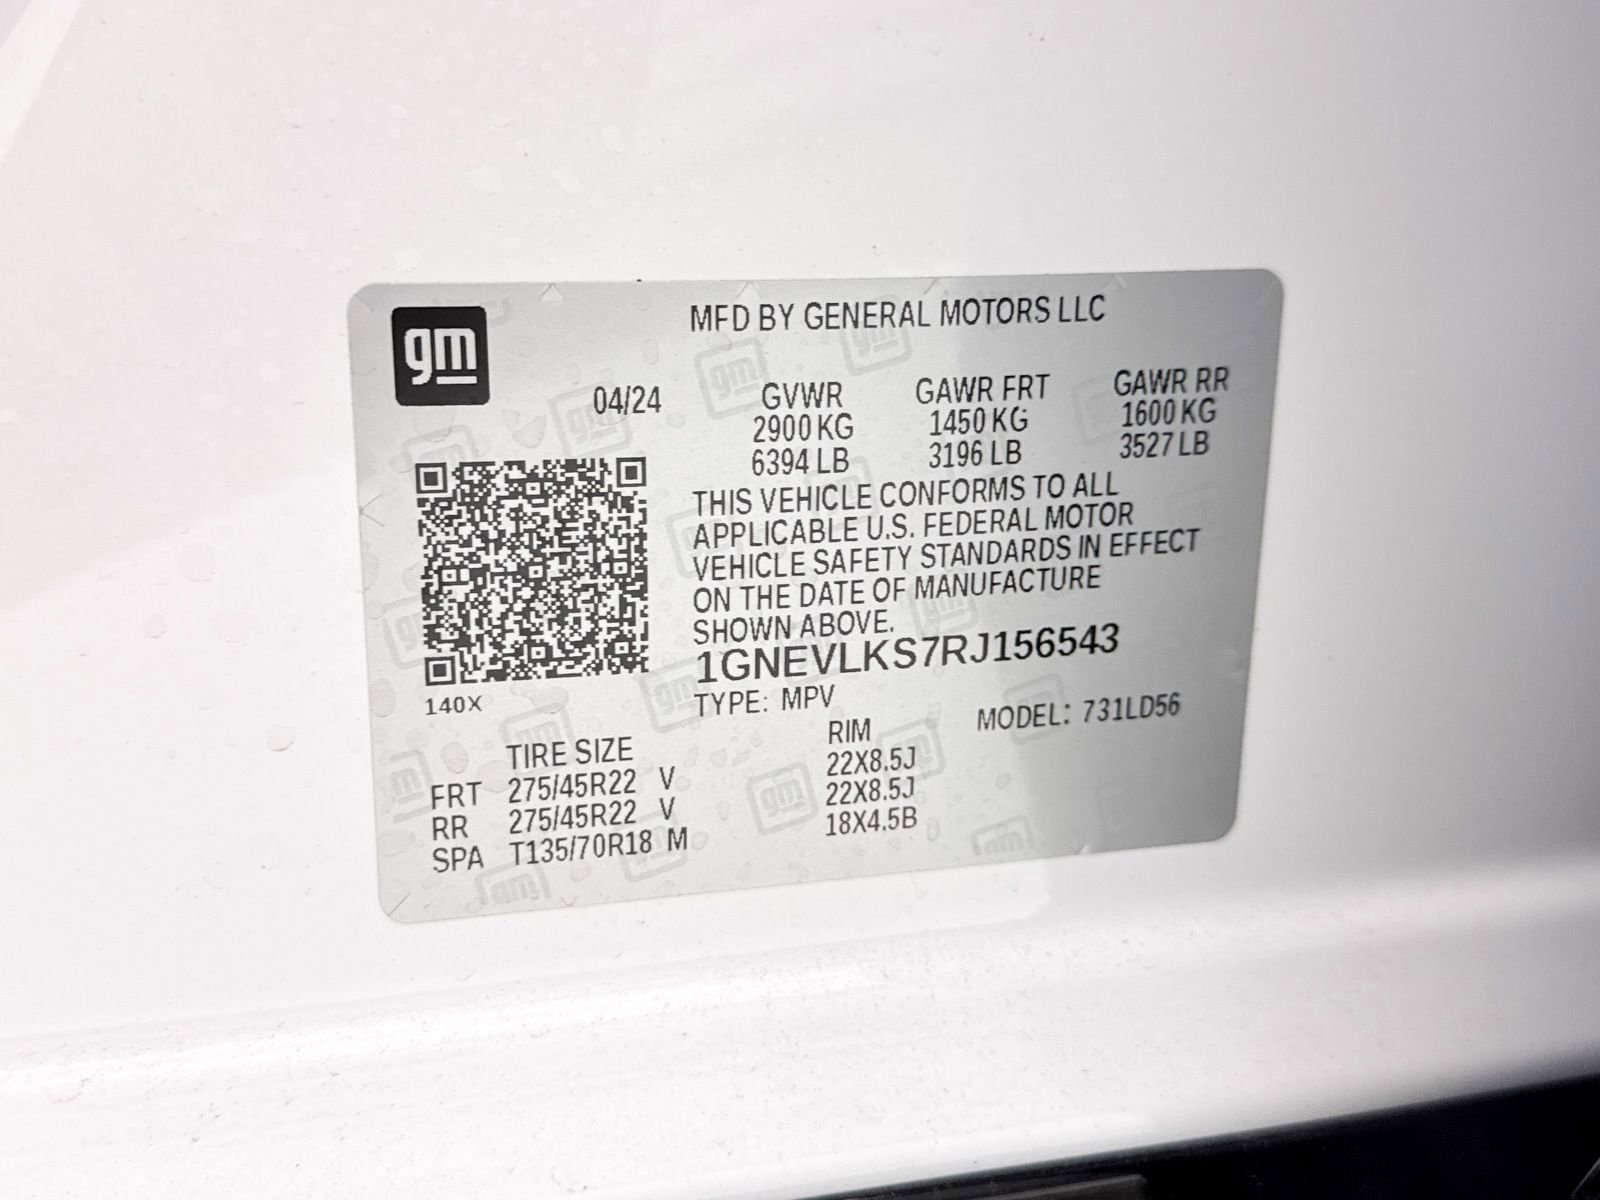 gm
MFD BY GENERAL MOTORS LLC
04/24 GVWR GAWR FRT GAWR RR
2900 KG 1450 KG 1600 KG
6394 LB 3196 LB 3527 LB
THIS VEHICLE CONFORMS TO ALL
APPLICABLE U.S. FEDERAL MOTOR
VEHICLE SAFETY STANDARDS IN EFFECT
ON THE DATE OF MANUFACTURE
SHOWN ABOVE.
1GNEVLKS7RJ156543
140X
TYPE: MPV MODEL: 731LD56
TIRE SIZE RIM
FRT 275/45R22 V 22X8.5J
RR 275/45R22 V 22X8.5J
SPA T135/70R18 M 18X4.5B